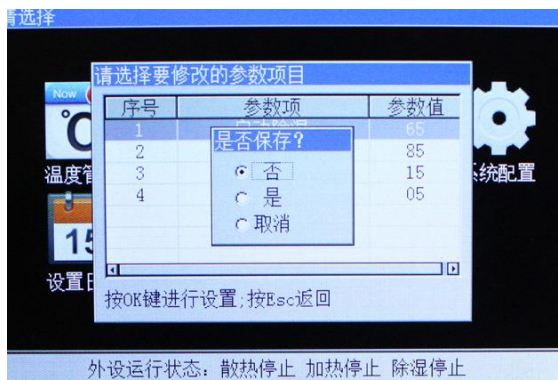 请选择
请选择要修改的参数项目
Now
序号 参数项 参数值
1 自动除湿 65
是否保存?
2 85
否
3 15
是
4 05
取消
℃
温度管
系统配置
15
设置日
按OK键进行设置;按Esc返回
外设运行状态: 散热停止 加热停止 除湿停止